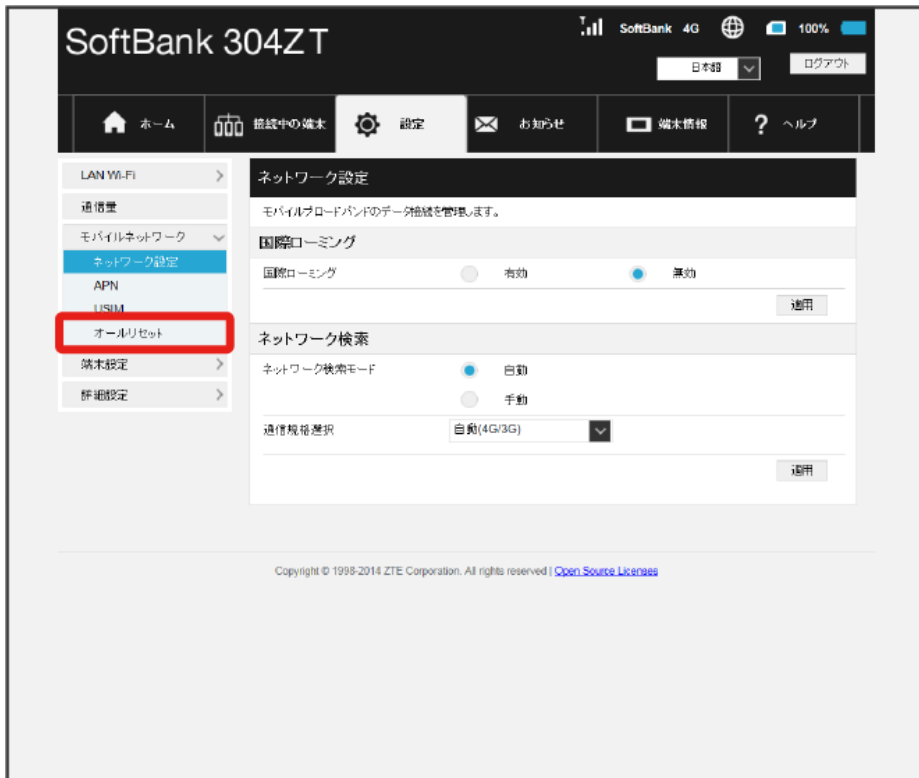 SoftBank 304ZT
SoftBank 4G 100%
日本語 ログアウト
ホーム 接続中の端末 設定 お知らせ 端末情報 ? ヘルプ
LAN Wi-Fi
通信量
モバイルネットワーク
ネットワーク設定
APN
USIM
オールリセット
端末設定
詳細設定
ネットワーク設定
モバイルブロードバンドのデータ接続を管理します。
国際ローミング
国際ローミング 有効 無効
適用
ネットワーク検索
ネットワーク検索モード 自動
手動
通信規格選択 自動(4G/3G)
適用
Copyright © 1998-2014 ZTE Corporation. All rights reserved | Open Source Licenses